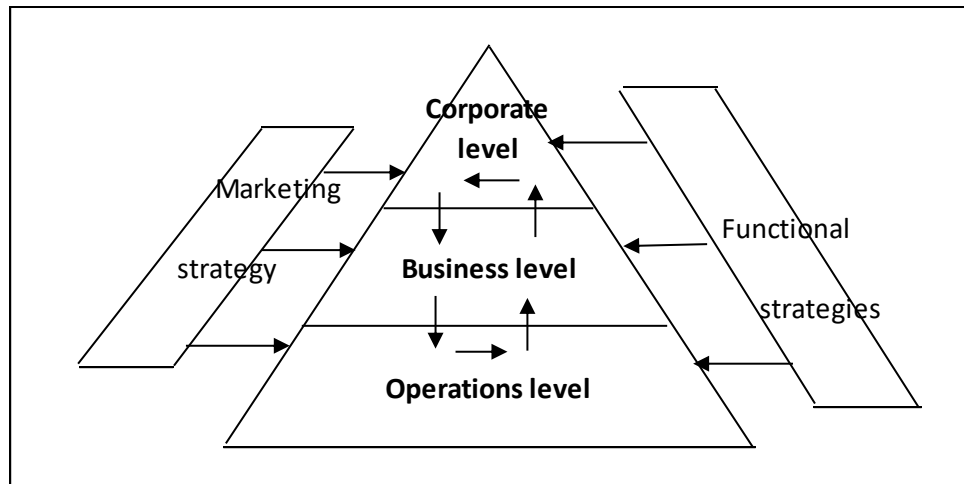 Corporate
level
Marketing
strategy
Business level
Operations level
Functional
strategies